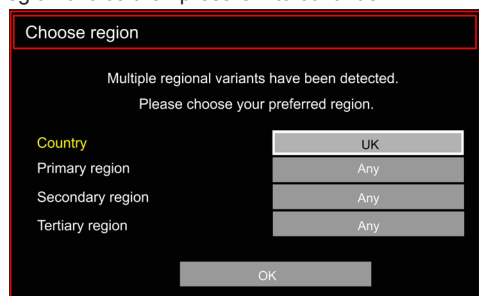 Choose region
Multiple regional variants have been detected.
Please choose your preferred region.
Country UK
Primary region Any
Secondary region Any
Tertiary region Any
OK